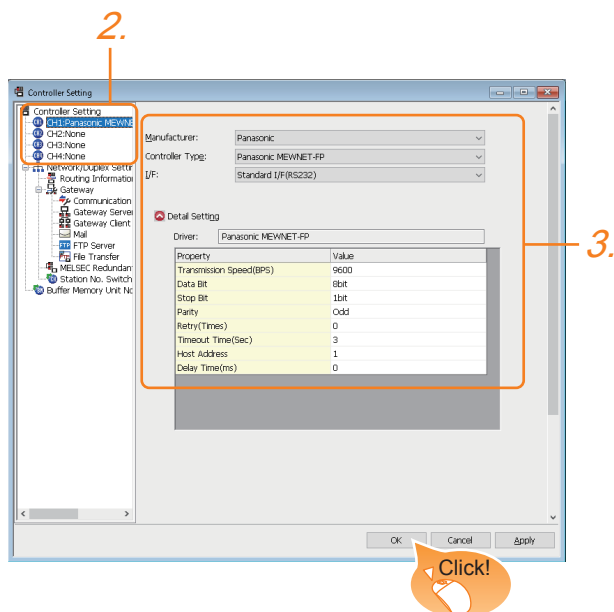 2.
Controller Setting
Controller Setting
CH1:Panasonic MEWNE
CH2:None
CH3:None
CH4:None
Network/Duplex Settin
Routing Information
Gateway
Communication
Gateway Server
Gateway Client
Mail
FTP FTP Server
File Transfer
MELSEC Redundan
Station No. Switch
Buffer Memory Unit No
Manufacturer: Panasonic
Controller Type: Panasonic MEWNET-FP
I/F: Standard I/F(RS232)
Detail Setting
Driver: Panasonic MEWNET-FP
Property Value
Transmission Speed(BPS) 9600
Data Bit 8bit
Stop Bit 1bit
Parity Odd
Retry(Times) 0
Timeout Time(Sec) 3
Host Address 1
Delay Time(ms) 0
3.
OK Cancel Apply
Click!